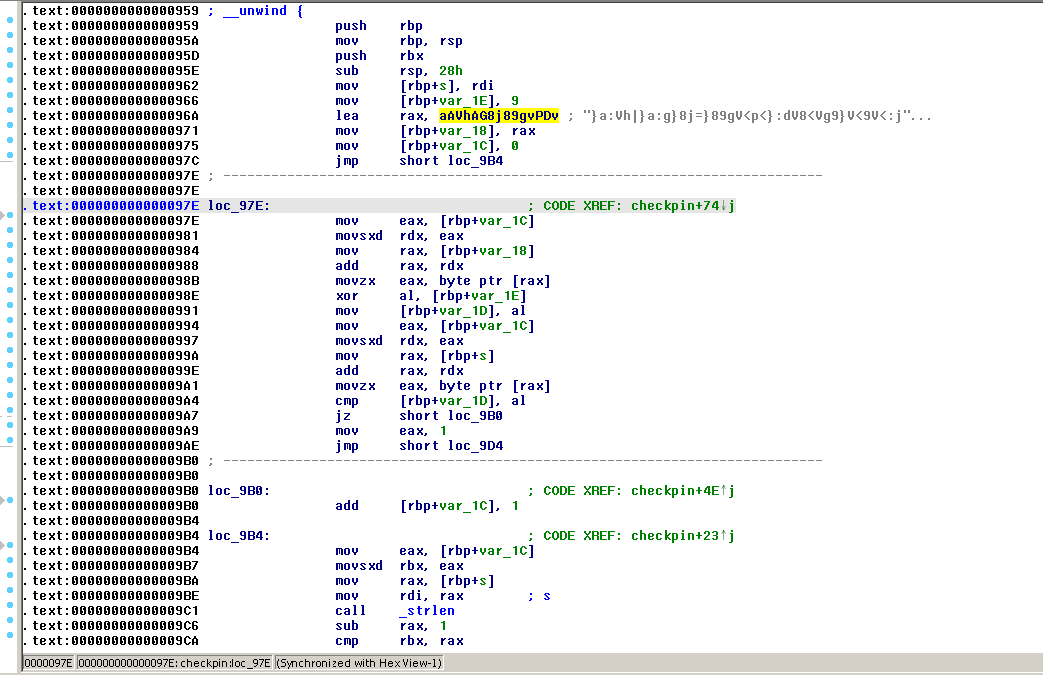 .text:0000000000000959 ; __unwind {
.text:0000000000000959 push rbp
.text:000000000000095A mov rbp, rsp
.text:000000000000095D push rbx
.text:000000000000095E sub rsp, 28h
.text:0000000000000962 mov [rbp+s], rdi
.text:0000000000000966 mov [rbp+var_1E], 9
.text:000000000000096A lea rax, aAVhAG8j89gvPDv ; "}a:Vh|}a:g}8j=}89gV<p<}:dV8<Vg9}V<9V<:j"...
.text:0000000000000971 mov [rbp+var_18], rax
.text:0000000000000975 mov [rbp+var_1C], 0
.text:000000000000097C jmp short loc_9B4
.text:000000000000097E ; ---------------------------------------------------------------------------
.text:000000000000097E
.text:000000000000097E loc_97E: ; CODE XREF: checkpin+74↓j
.text:000000000000097E mov eax, [rbp+var_1C]
.text:0000000000000981 movsxd rdx, eax
.text:0000000000000984 mov rax, [rbp+var_18]
.text:0000000000000988 add rax, rdx
.text:000000000000098B movzx eax, byte ptr [rax]
.text:000000000000098E xor al, [rbp+var_1E]
.text:0000000000000991 mov [rbp+var_1D], al
.text:0000000000000994 mov eax, [rbp+var_1C]
.text:0000000000000997 movsxd rdx, eax
.text:000000000000099A mov rax, [rbp+s]
.text:000000000000099E add rax, rdx
.text:00000000000009A1 movzx eax, byte ptr [rax]
.text:00000000000009A4 cmp [rbp+var_1D], al
.text:00000000000009A7 jz short loc_9B0
.text:00000000000009A9 mov eax, 1
.text:00000000000009AE jmp short loc_9D4
.text:00000000000009B0 ; ---------------------------------------------------------------------------
.text:00000000000009B0
.text:00000000000009B0 loc_9B0: ; CODE XREF: checkpin+4E↑j
.text:00000000000009B0 add [rbp+var_1C], 1
.text:00000000000009B4
.text:00000000000009B4 loc_9B4: ; CODE XREF: checkpin+23↑j
.text:00000000000009B4 mov eax, [rbp+var_1C]
.text:00000000000009B7 movsxd rbx, eax
.text:00000000000009BA mov rax, [rbp+s]
.text:00000000000009BE mov rdi, rax ; s
.text:00000000000009C1 call _strlen
.text:00000000000009C6 sub rax, 1
.text:00000000000009CA cmp rbx, rax
0000097E 000000000000097E: checkpin:loc_97E (Synchronized with Hex View-1)